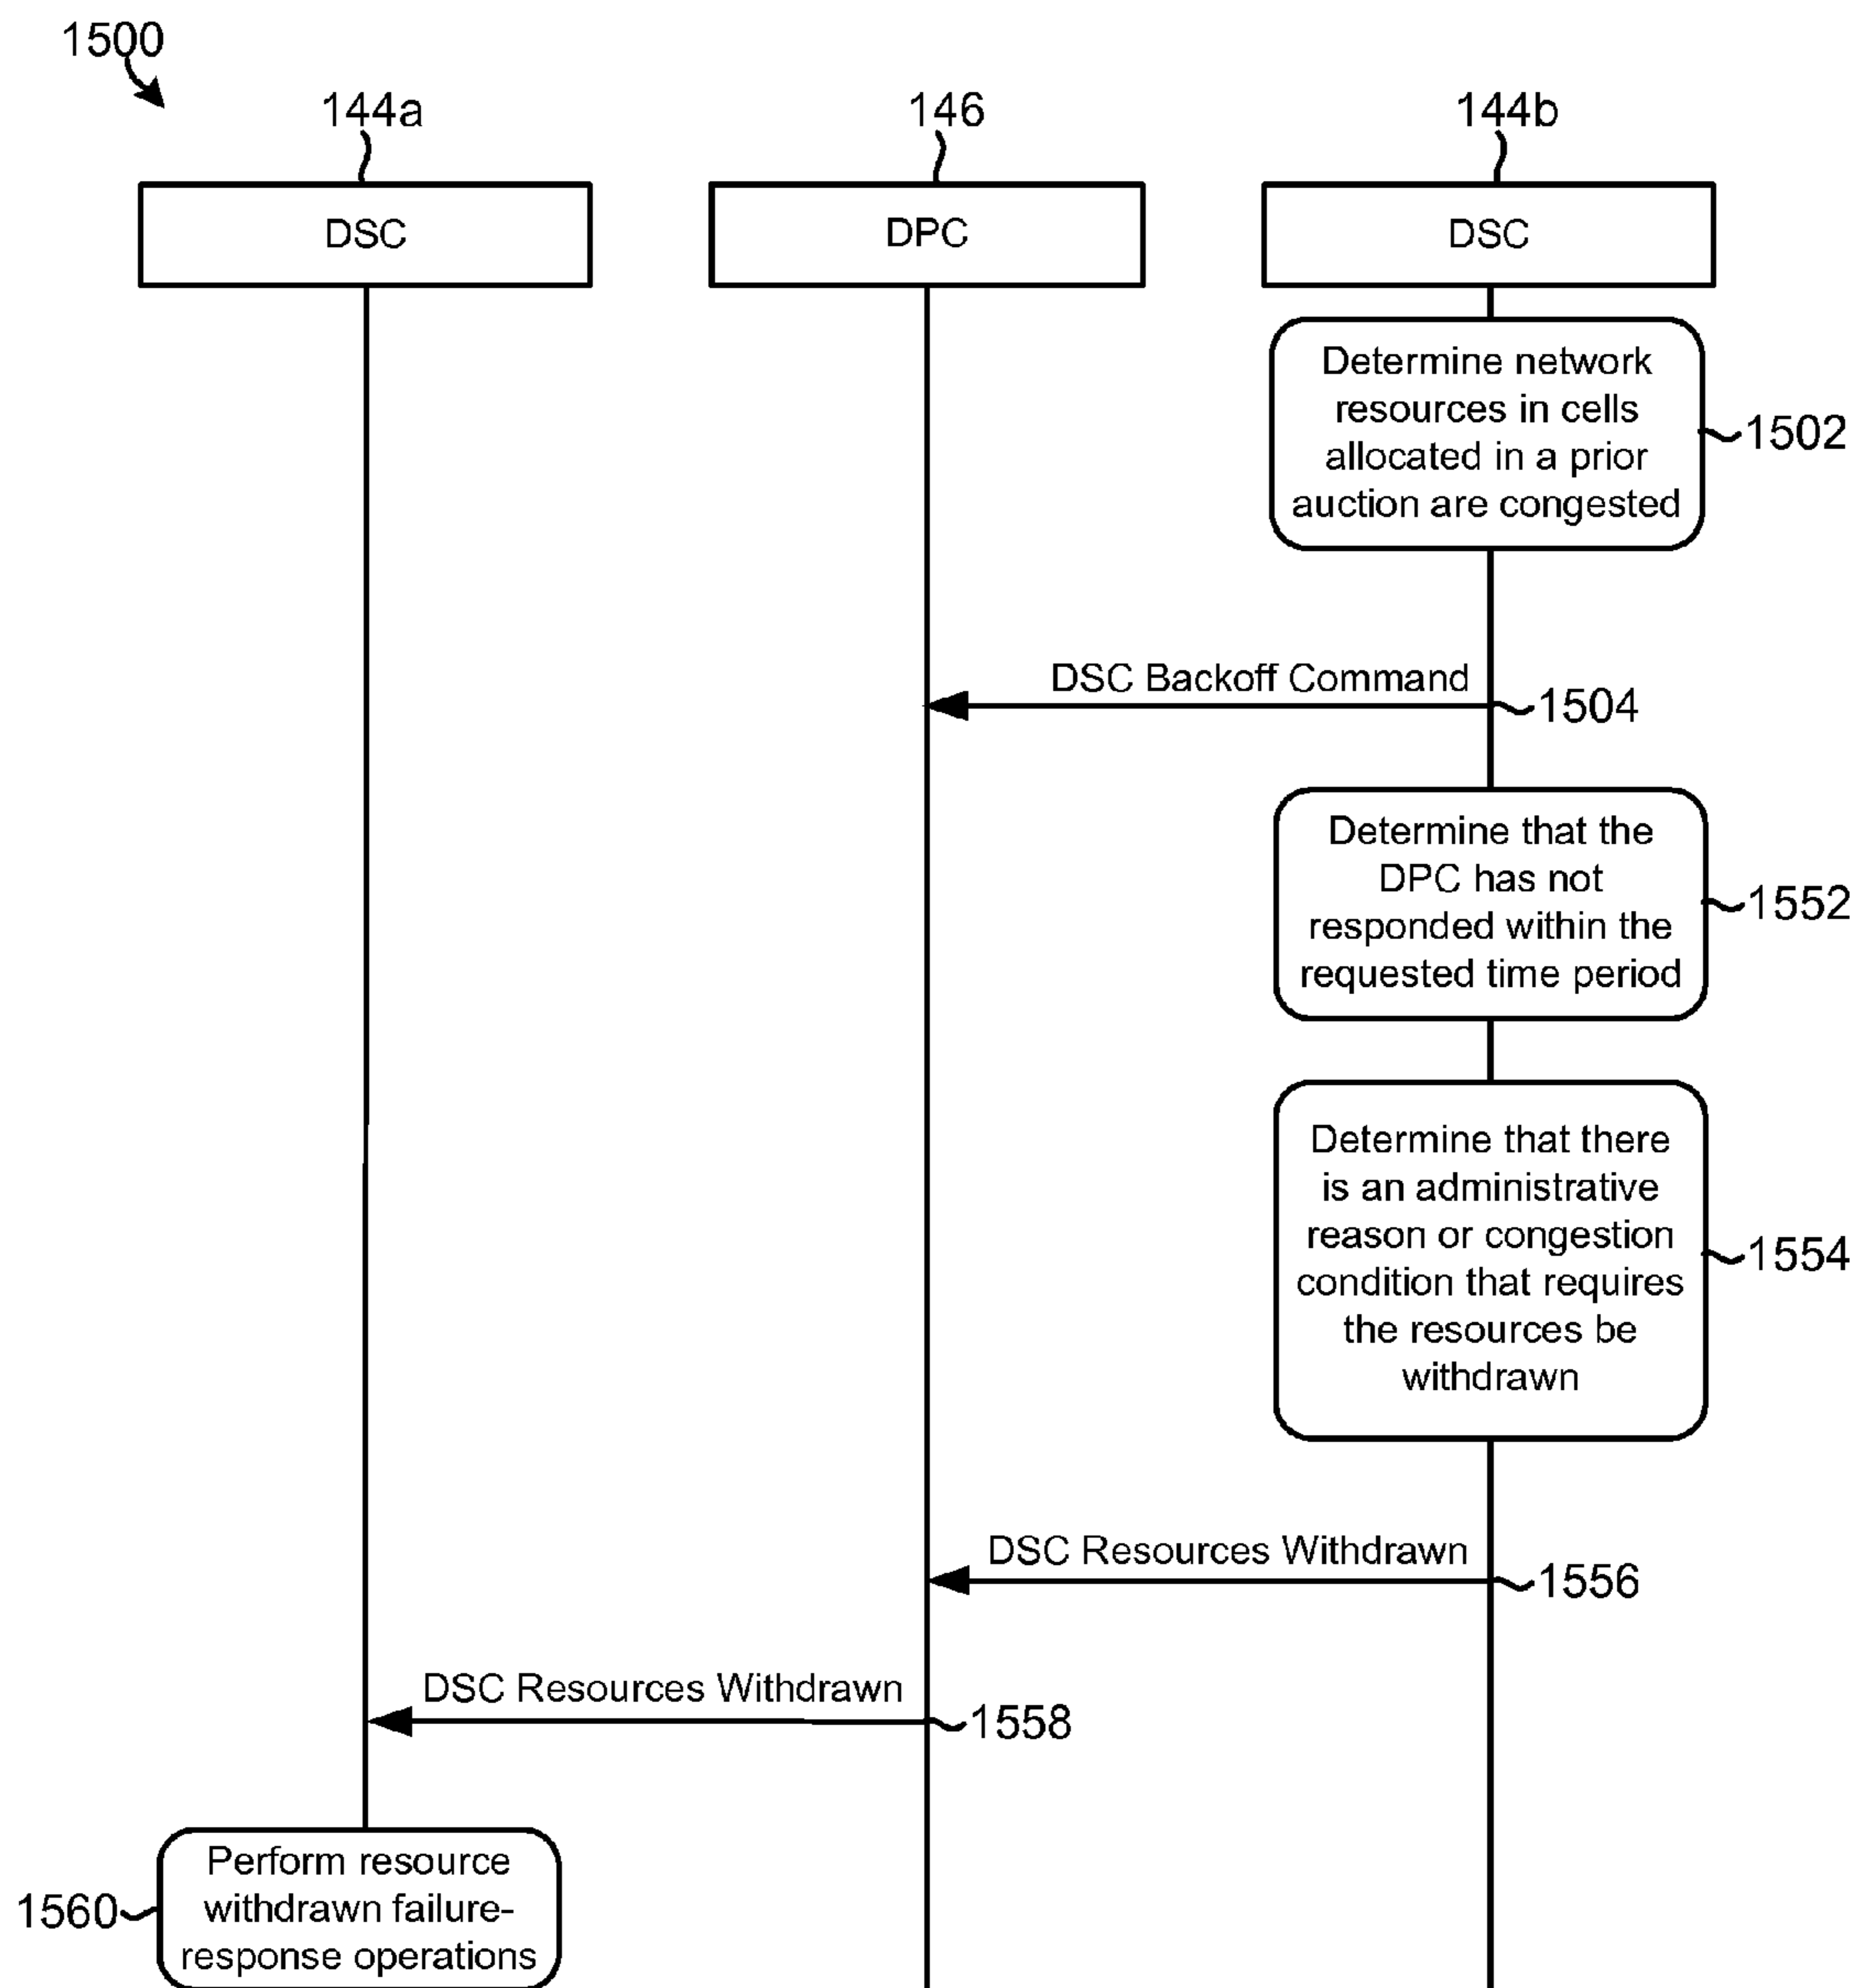 1500
144a
146
144b
DSC
DPC
DSC
Determine network
resources in cells
allocated in a prior
auction are congested
1502
DSC Backoff Command
1504
Determine that the
DPC has not
responded within the
requested time period
1552
Determine that there
is an administrative
reason or congestion
condition that requires
the resources be
withdrawn
1554
DSC Resources Withdrawn
1556
DSC Resources Withdrawn
1558
Perform resource
withdrawn failure-
response operations
1560